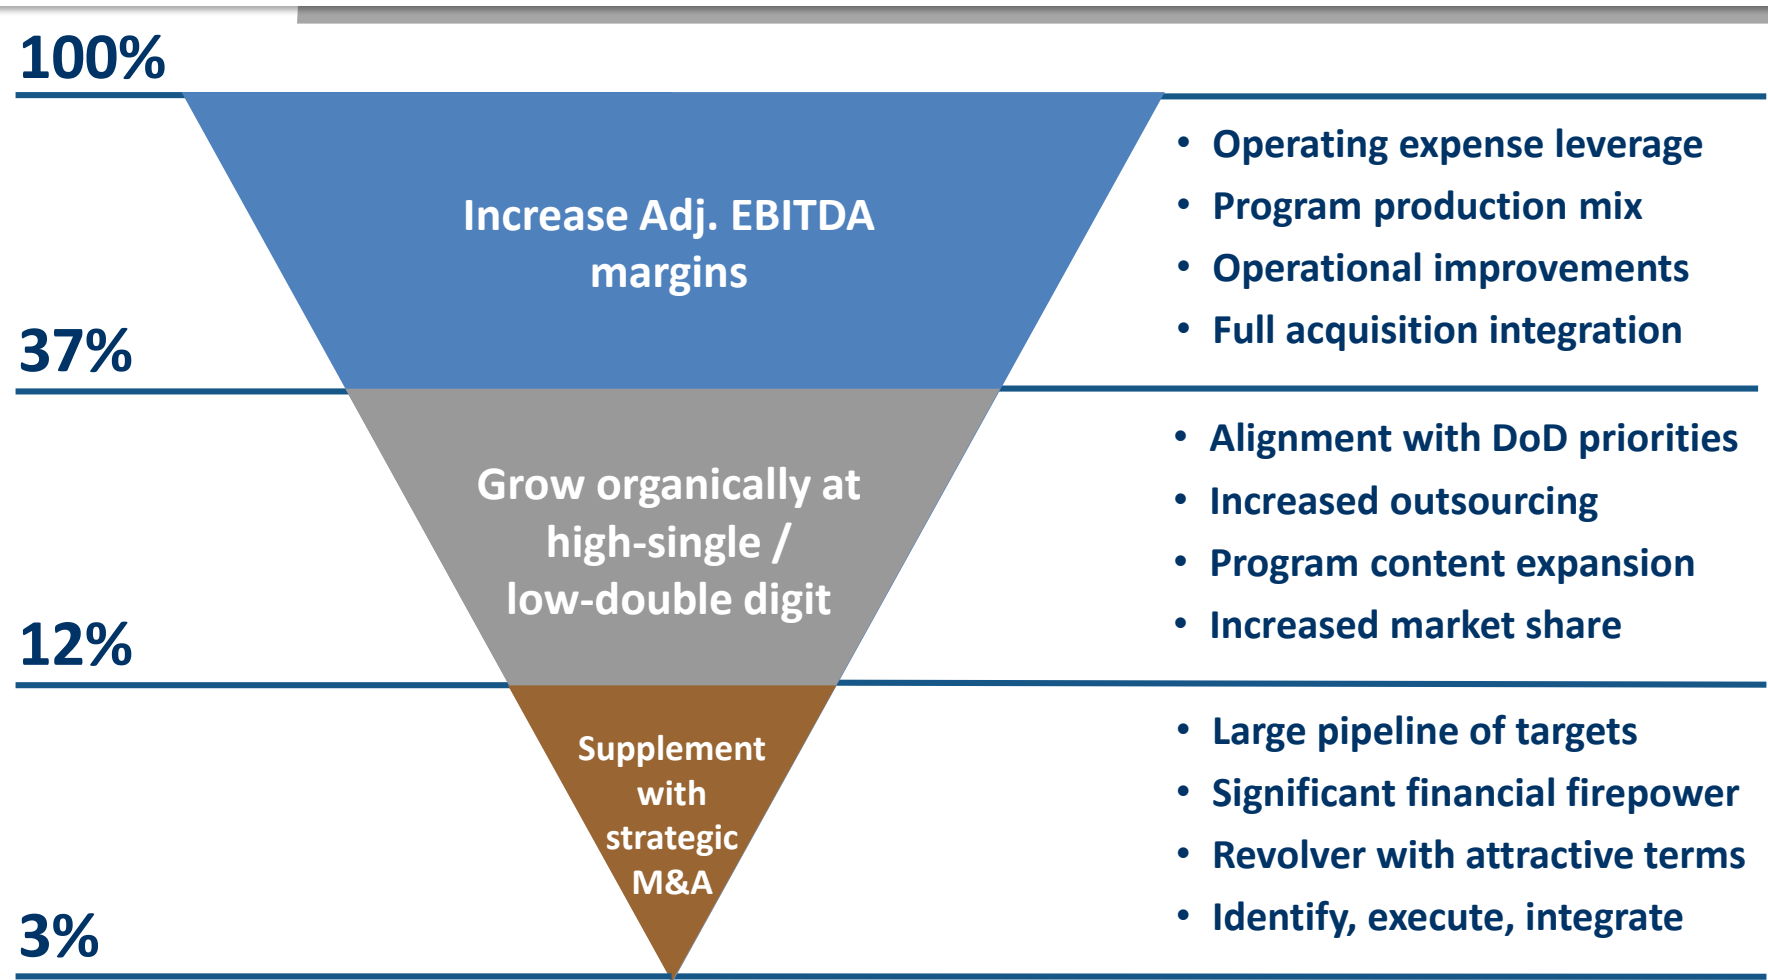 100%
Increase Adj. EBITDA
margins
• Operating expense leverage
• Program production mix
• Operational improvements
• Full acquisition integration
37%
Grow organically at
high-single /
low-double digit
• Alignment with DoD priorities
• Increased outsourcing
• Program content expansion
• Increased market share
12%
Supplement
with
strategic
M&A
• Large pipeline of targets
• Significant financial firepower
• Revolver with attractive terms
• Identify, execute, integrate
3%